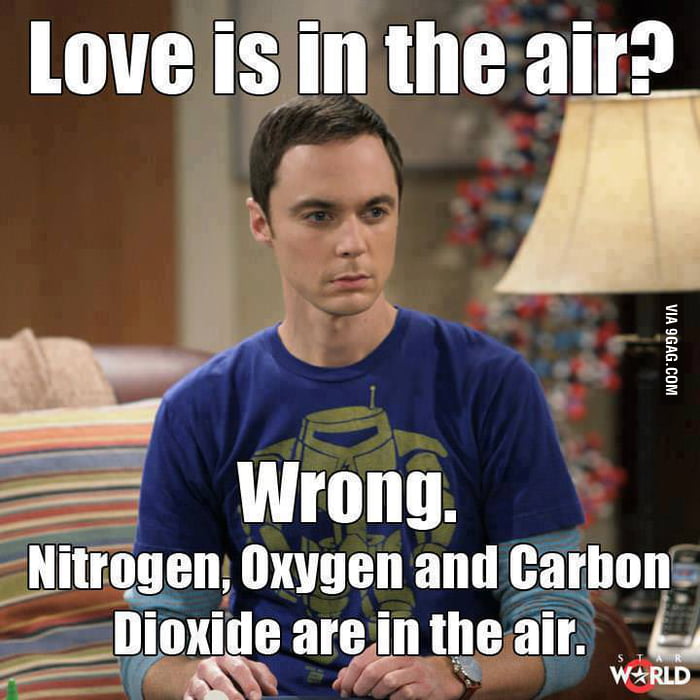 Love is in the air?
VIA 9GAG.COM
Wrong.
Nitrogen, Oxygen and Carbon
Dioxide are in the air.
STAR
WORLD